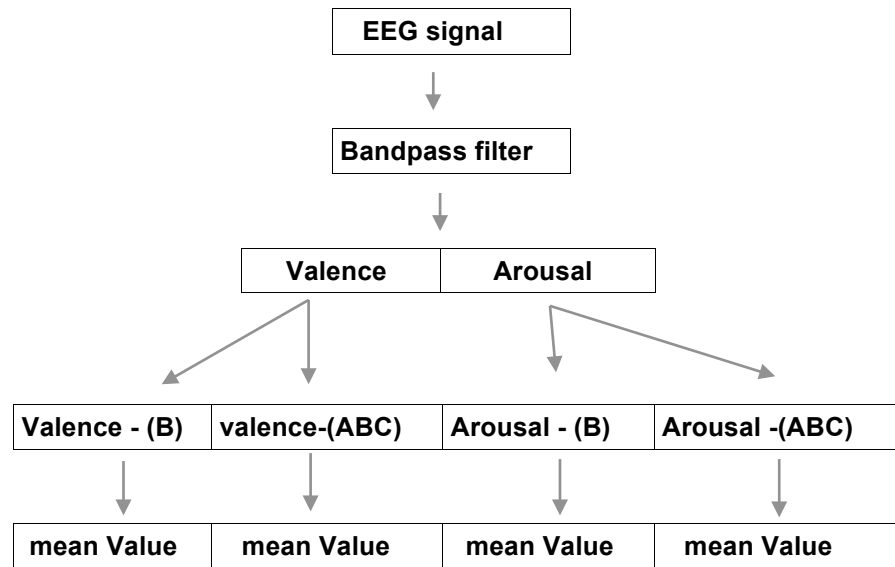 EEG signal
Bandpass filter
Valence Arousal
Valence - (B) valence-(ABC) Arousal - (B) Arousal -(ABC)
mean Value mean Value mean Value mean Value